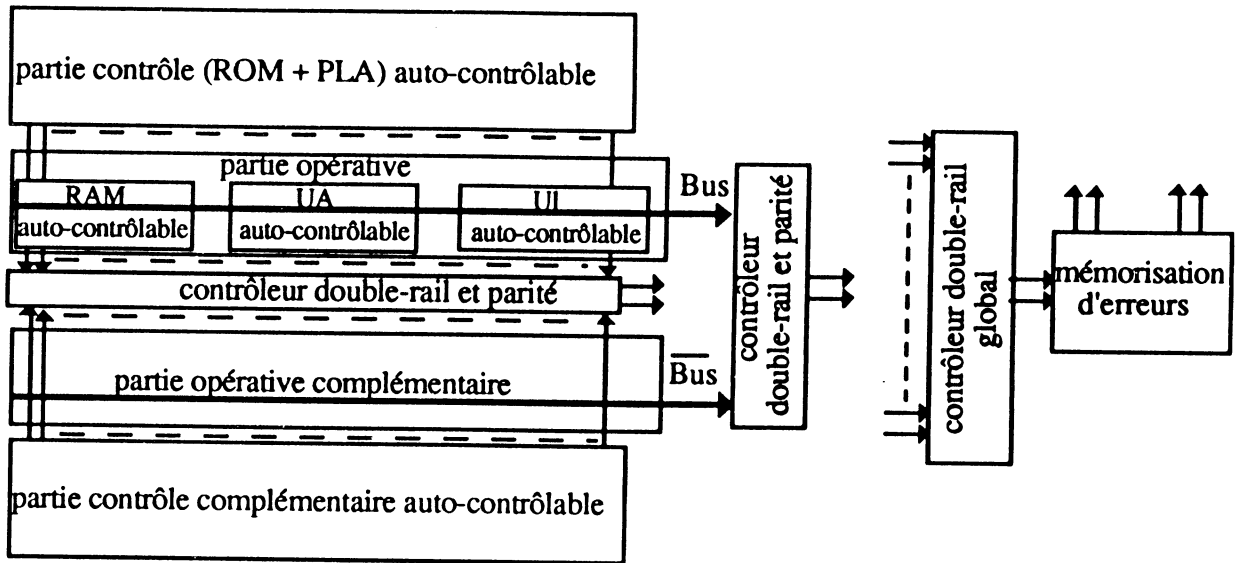 partie contrôle (ROM + PLA) auto-contrôlable
partie opérative
RAM
auto-contrôlable
UA
auto-contrôlable
UI
auto-contrôlable
Bus
contrôleur double-rail et parité
partie opérative complémentaire
Bus
partie contrôle complémentaire auto-contrôlable
contrôleur
double-rail et parité
contrôleur double-rail
global
mémorisation
d'erreurs